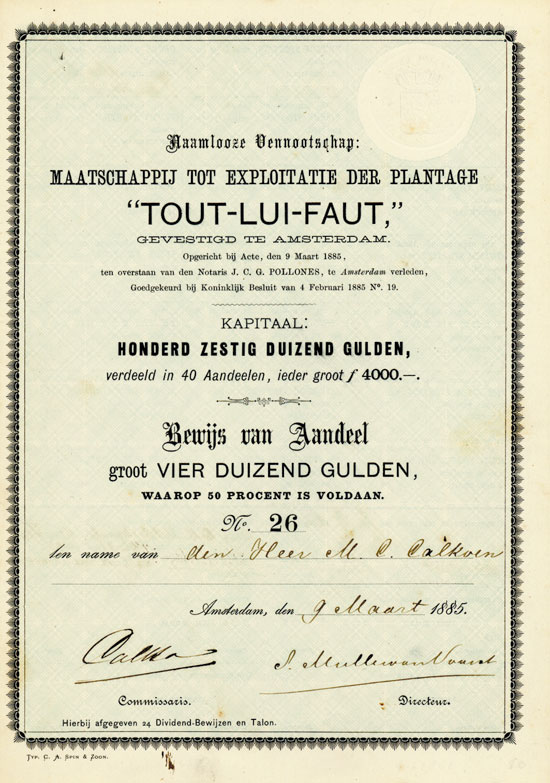 Naamlooze Vennootschap:
MAATSCHAPPIJ TOT EXPLOITATIE DER PLANTAGE
"TOUT-LUI-FAUT,"
GEVESTIGD TE AMSTERDAM.
Opgericht bij Acte, den 9 Maart 1885,
ten overstaan van den Notaris J. C. G. POLLONES, te Amsterdam verleden,
Goedgekeurd bij Koninklijk Besluit van 4 Februari 1885 No. 19.
KAPITAAL:
HONDERD ZESTIG DUIZEND GULDEN,
verdeeld in 40 Aandeelen, ieder groot ƒ 4000.—.
Bewijs van Aandeel
groot VIER DUIZEND GULDEN,
WAAROP 50 PROCENT IS VOLDAAN.
No. 26
ten name van den Heer M. C. Calkoen
Amsterdam, den 9 Maart 1885.
Commissaris. Directeur.
Hierbij afgegeven 24 Dividend-Bewijzen en Talon.
TYP. C. A. SPIN & ZOON.